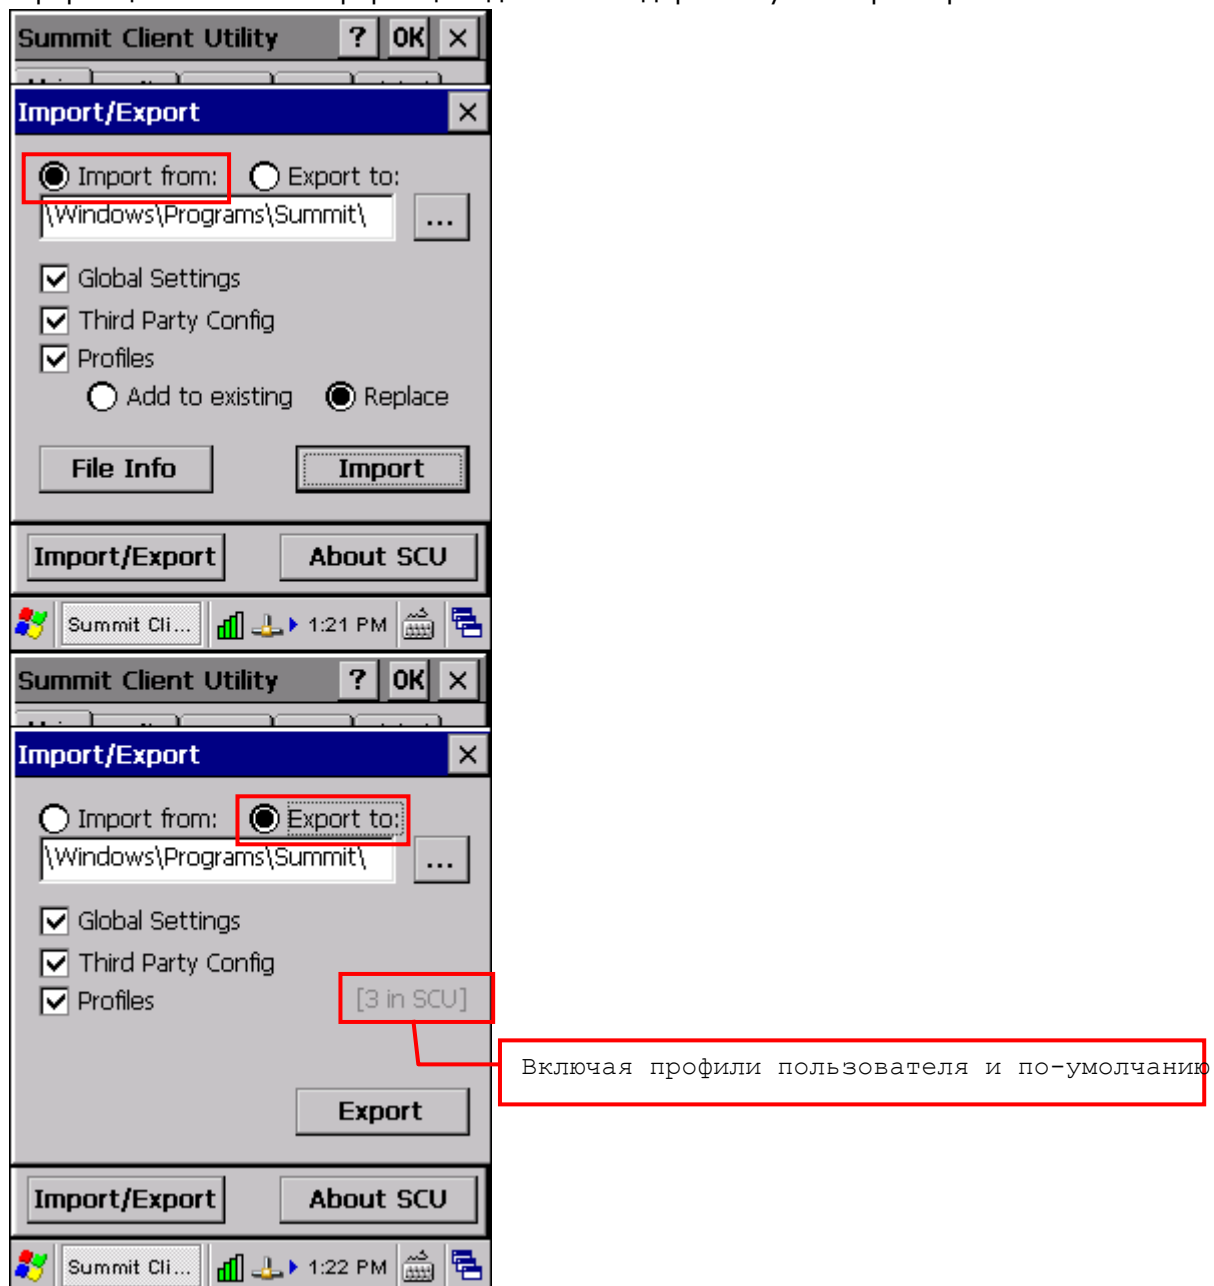 Summit Client Utility ? OK ×
Import/Export ×
Import from: Export to:
\Windows\Programs\Summit\ ...
Global Settings
Third Party Config
Profiles
Add to existing Replace
File Info Import
Import/Export About SCU
Summit Cli... 1:21 PM
Summit Client Utility ? OK ×
Import/Export ×
Import from: Export to:
\Windows\Programs\Summit\ ...
Global Settings
Third Party Config
Profiles [3 in SCU]
Включая профили пользователя и по-умолчанию
Export
Import/Export About SCU
Summit Cli... 1:22 PM